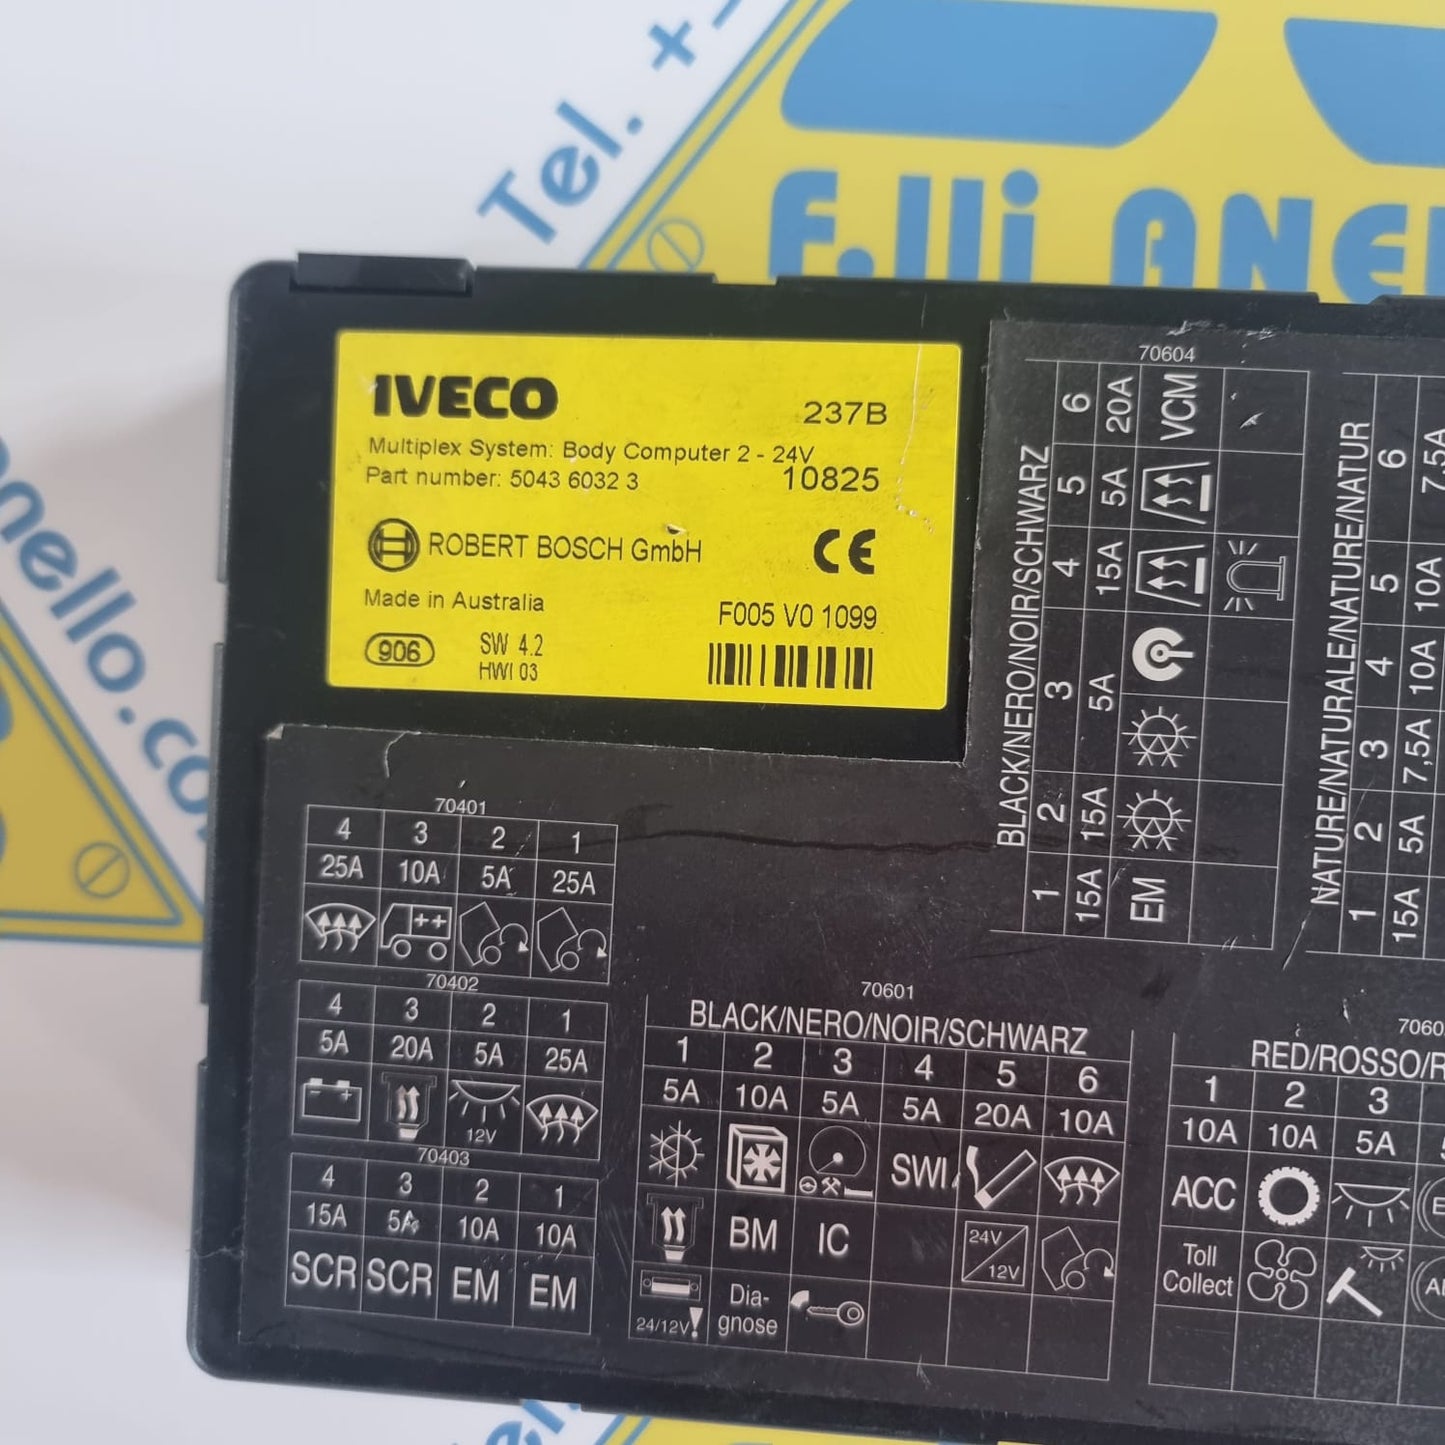 Tel. +
F.lli ANE
nello.co
IVECO
237B
Multiplex System: Body Computer 2 - 24V
Part number: 5043 6032 3
10825
ROBERT BOSCH GmbH
CE
Made in Australia
F005 V0 1099
906
SW 4.2
HWI 03
70604
BLACK/NERO/NOIR/SCHWARZ
1 2 3 4 5 6
15A 15A 5A 15A 5A 20A
EM VCM
NATURE/NATURALE/NATURE/NATUR
1 2 3 4 5 6
15A 5A 7,5A 10A 10A 7,5A
70401
4 3 2 1
25A 10A 5A 25A
70402
4 3 2 1
5A 20A 5A 25A
12V
70403
4 3 2 1
15A 5A 10A 10A
SCR SCR EM EM
70601
BLACK/NERO/NOIR/SCHWARZ
1 2 3 4 5 6
5A 10A 5A 5A 20A 10A
SWI
BM IC 24V
12V
24/12V! Dia-
gnose
7060
RED/ROSSO/R
1 2 3
10A 10A 5A
ACC
Toll
Collect